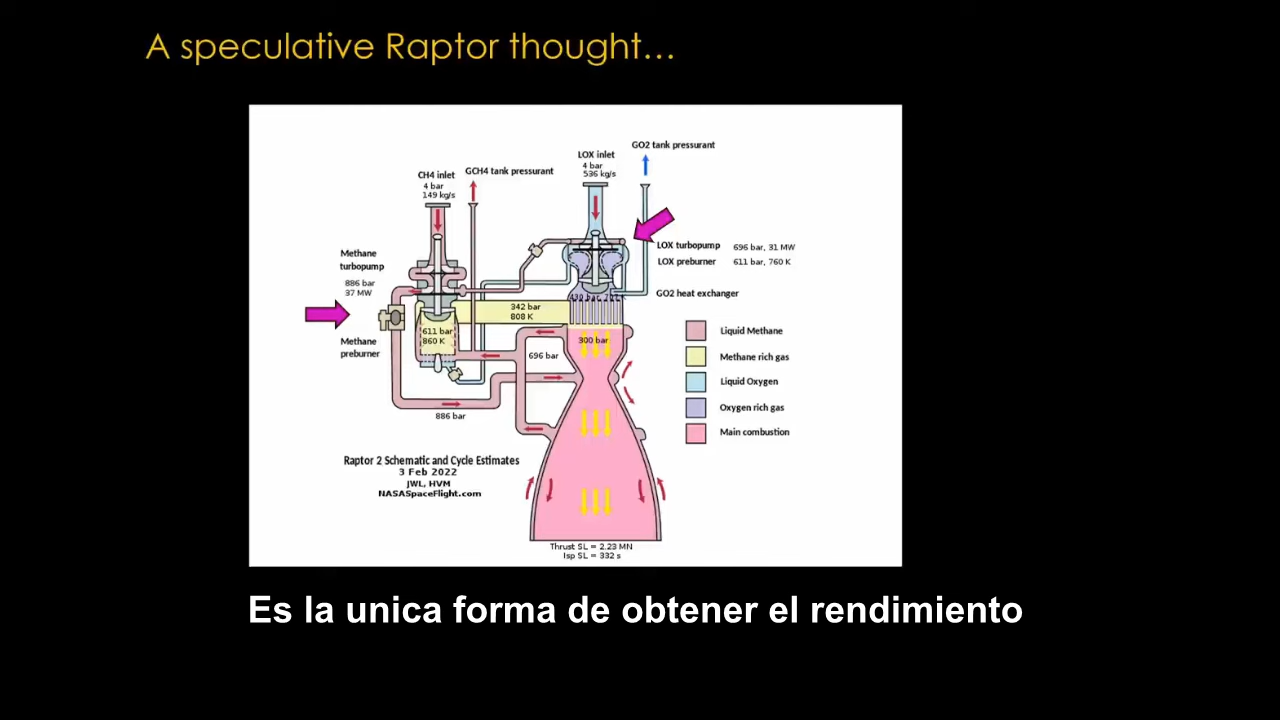 A speculative Raptor thought...
GO2 tank pressurant
LOX inlet
4 bar
536 kg/s
CH4 inlet
4 bar
149 kg/s
GCH4 tank pressurant
LOX turbopump 696 bar, 31 MW
LOX preburner 611 bar, 760 K
Methane
turbopump
886 bar
37 MW
GO2 heat exchanger
342 bar
808 K
611 bar
860 K
Methane
preburner
300 bar
696 bar
886 bar
Liquid Methane
Methane rich gas
Liquid Oxygen
Oxygen rich gas
Main combustion
Raptor 2 Schematic and Cycle Estimates
3 Feb 2022
JWL, HVM
NASASpaceFlight.com
Thrust SL = 2.23 MN
Isp SL = 332 s
Es la unica forma de obtener el rendimiento